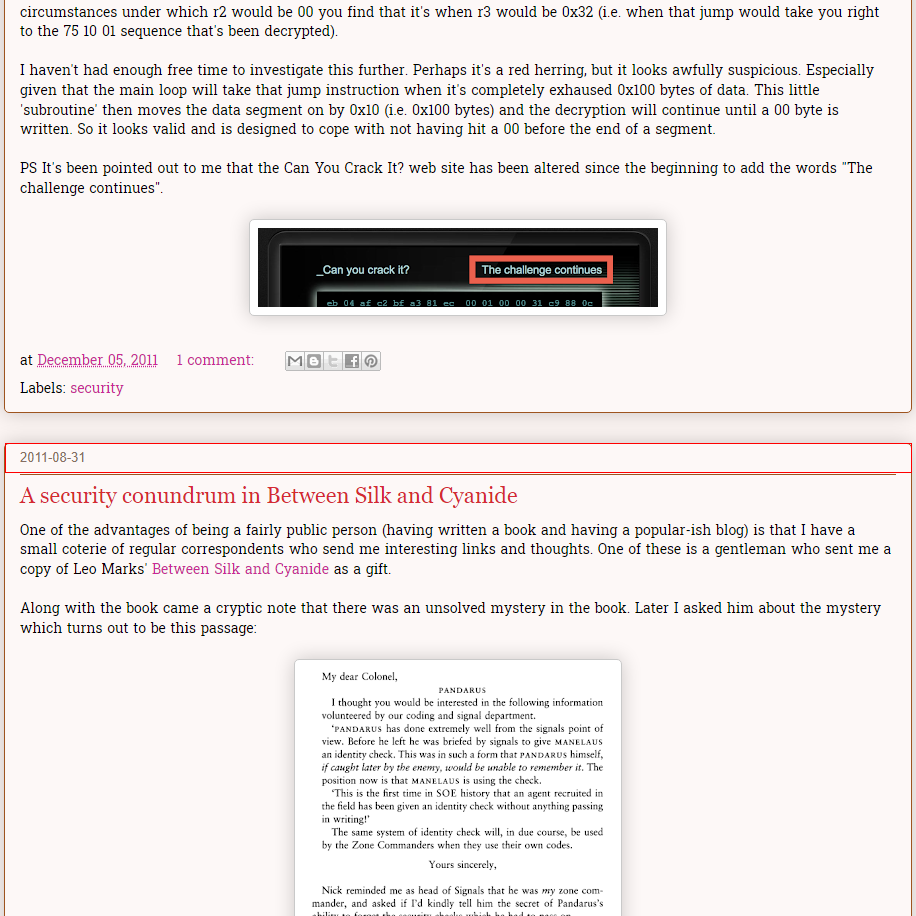 circumstances under which r2 would be 00 you find that it's when r3 would be 0x32 (i.e. when that jump would take you right
to the 75 10 01 sequence that's been decrypted).
I haven't had enough free time to investigate this further. Perhaps it's a red herring, but it looks awfully suspicious. Especially
given that the main loop will take that jump instruction when it's completely exhaused 0x100 bytes of data. This little
'subroutine' then moves the data segment on by 0x10 (i.e. 0x100 bytes) and the decryption will continue until a 00 byte is
written. So it looks valid and is designed to cope with not having hit a 00 before the end of a segment.
PS It's been pointed out to me that the Can You Crack It? web site has been altered since the beginning to add the words "The
challenge continues".
_Can you crack it? The challenge continues
eb 04 af c2 bf a3 81 ec 00 01 00 00 31 c9 88 0c
at December 05, 2011 1 comment:
Labels: security
2011-08-31
A security conundrum in Between Silk and Cyanide
One of the advantages of being a fairly public person (having written a book and having a popular-ish blog) is that I have a
small coterie of regular correspondents who send me interesting links and thoughts. One of these is a gentleman who sent me a
copy of Leo Marks' Between Silk and Cyanide as a gift.
Along with the book came a cryptic note that there was an unsolved mystery in the book. Later I asked him about the mystery
which turns out to be this passage:
My dear Colonel,
PANDARUS
I thought you would be interested in the following information
volunteered by our coding and signal department.
'PANDARUS has done extremely well from the signals point of
view. Before he left he was briefed by signals to give MANELAUS
an identity check. This was in such a form that PANDARUS himself,
if caught later by the enemy, would be unable to remember it. The
position now is that MANELAUS is using the check.
'This is the first time in SOE history that an agent recruited in
the field has been given an identity check without anything passing
in writing!'
The same system of identity check will, in due course, be used
by the Zone Commanders when they use their own codes.
Yours sincerely,
Nick reminded me as head of Signals that he was my zone com-
mander, and asked if I'd kindly tell him the secret of Pandarus's
ability to forget the security checks which he had to pass on.